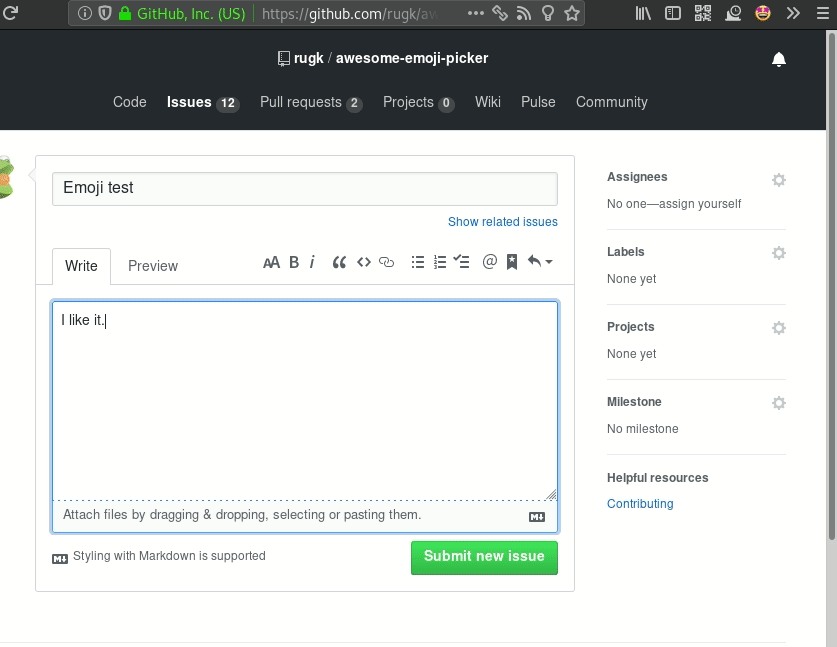 GitHub, Inc. (US) https://github.com/rugk/aw
rugk / awesome-emoji-picker
Code Issues 12 Pull requests 2 Projects 0 Wiki Pulse Community
Emoji test
Show related issues
Write Preview
AA B i @
I like it.
Attach files by dragging & dropping, selecting or pasting them.
Styling with Markdown is supported
Submit new issue
Assignees
No one—assign yourself
Labels
None yet
Projects
None yet
Milestone
No milestone
Helpful resources
Contributing